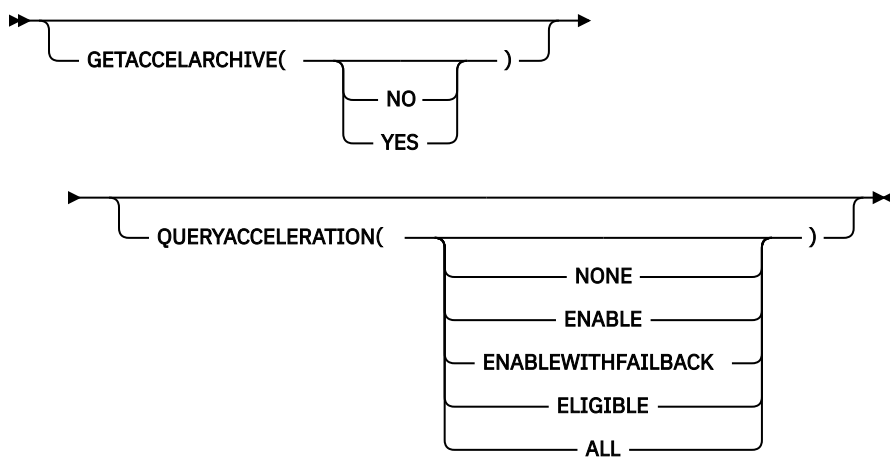 GETACCELARCHIVE( )
NO
YES
QUERYACCELERATION( )
NONE
ENABLE
ENABLEWITHFAILBACK
ELIGIBLE
ALL